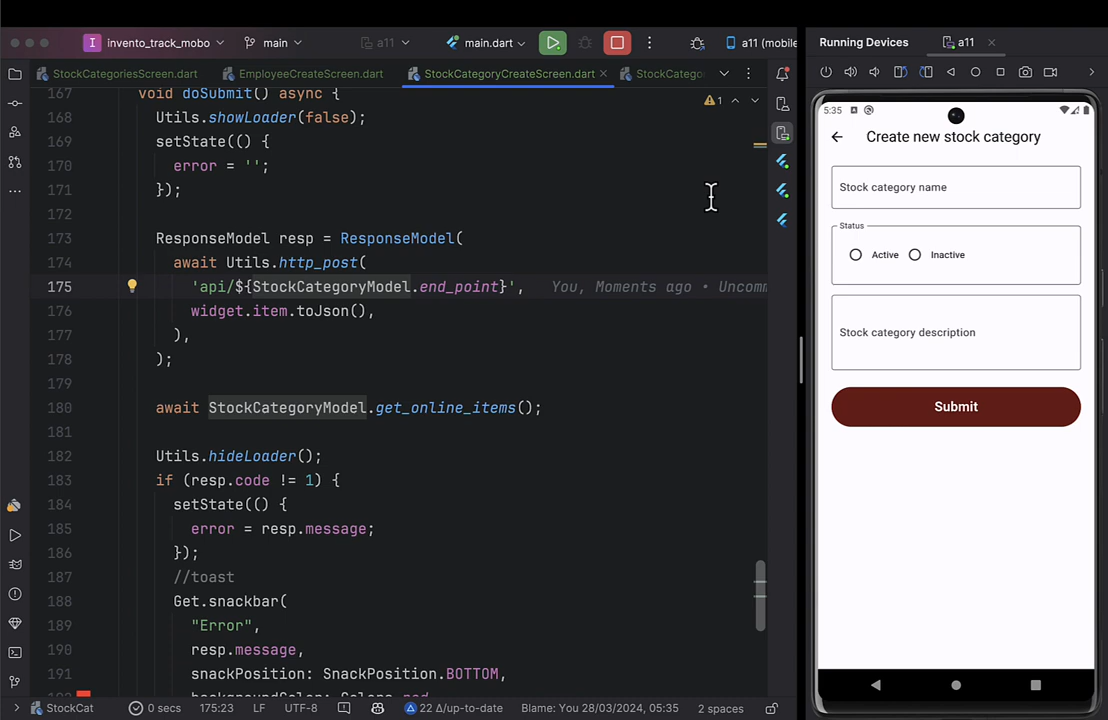 invento_track_mobo
main
a11
main.dart
a11 (mobile
Running Devices
a11
StockCategoriesScreen.dart
EmployeeCreateScreen.dart
StockCategoryCreateScreen.dart
StockCatego
1
167 void doSubmit() async {
168 Utils.showLoader(false);
169 setState(() {
170 error = '';
171 });
172
173 ResponseModel resp = ResponseModel(
174 await Utils.http_post(
175 'api/${StockCategoryModel.end_point}', You, Moments ago • Uncomm
176 widget.item.toJson(),
177 ),
178 );
179
180 await StockCategoryModel.get_online_items();
181
182 Utils.hideLoader();
183 if (resp.code != 1) {
184 setState(() {
185 error = resp.message;
186 });
187 //toast
188 Get.snackbar(
189 "Error",
190 resp.message,
191 snackPosition: SnackPosition.BOTTOM,
5:35
Create new stock category
Stock category name
Status
Active
Inactive
Stock category description
Submit
StockCat
0 secs
175:23
LF
UTF-8
22 Δ/up-to-date
Blame: You 28/03/2024, 05:35
2 spaces